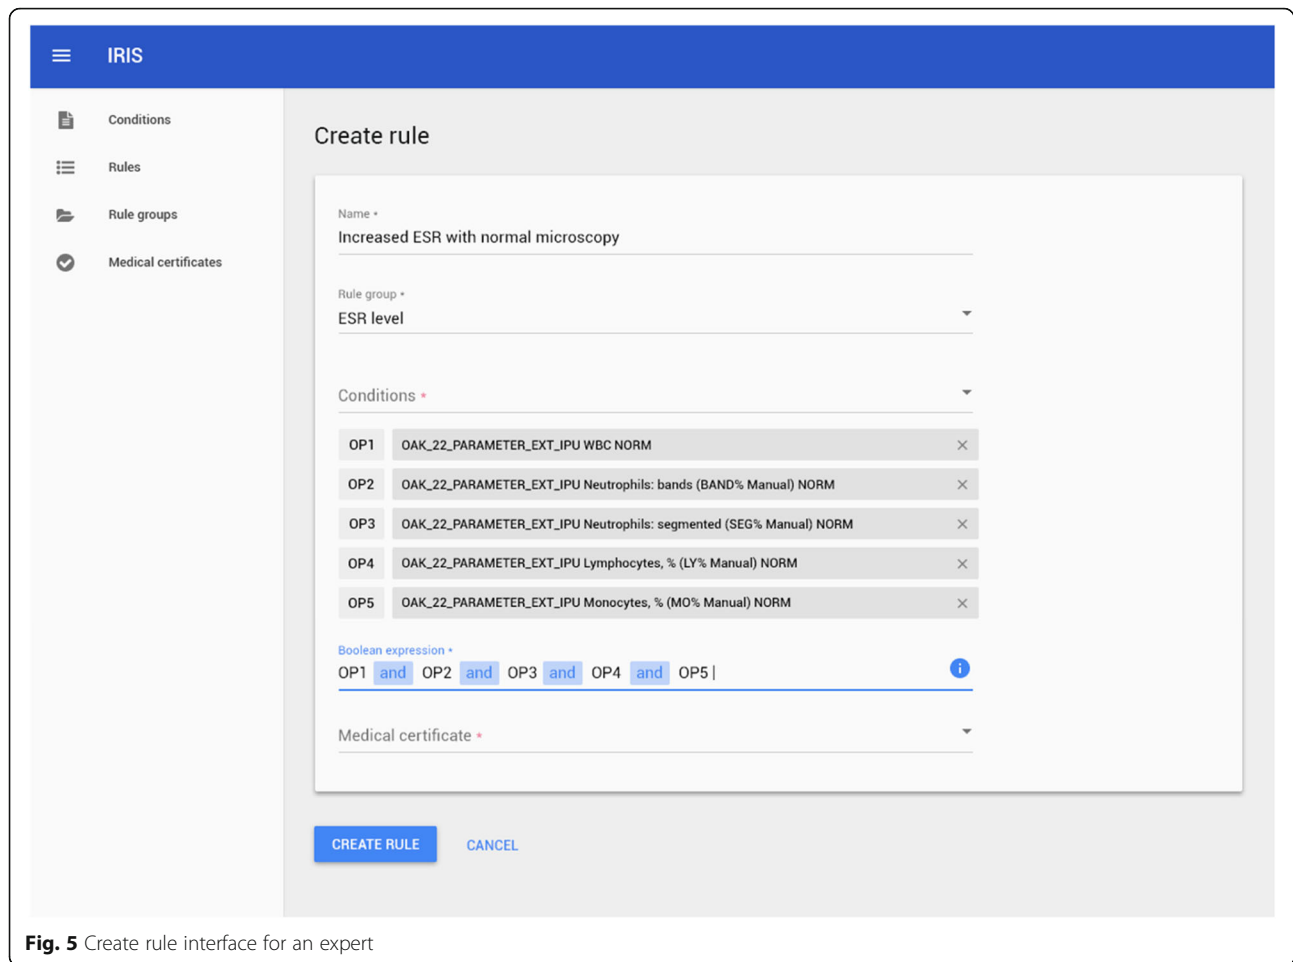 IRIS
Conditions
Rules
Rule groups
Medical certificates
Create rule
Name *
Increased ESR with normal microscopy
Rule group *
ESR level
Conditions *
OP1 OAK_22_PARAMETER_EXT_IPU WBC NORM ×
OP2 OAK_22_PARAMETER_EXT_IPU Neutrophils: bands (BAND% Manual) NORM ×
OP3 OAK_22_PARAMETER_EXT_IPU Neutrophils: segmented (SEG% Manual) NORM ×
OP4 OAK_22_PARAMETER_EXT_IPU Lymphocytes, % (LY% Manual) NORM ×
OP5 OAK_22_PARAMETER_EXT_IPU Monocytes, % (MO% Manual) NORM ×
Boolean expression *
OP1 and OP2 and OP3 and OP4 and OP5
Medical certificate *
CREATE RULE CANCEL
Fig. 5 Create rule interface for an expert